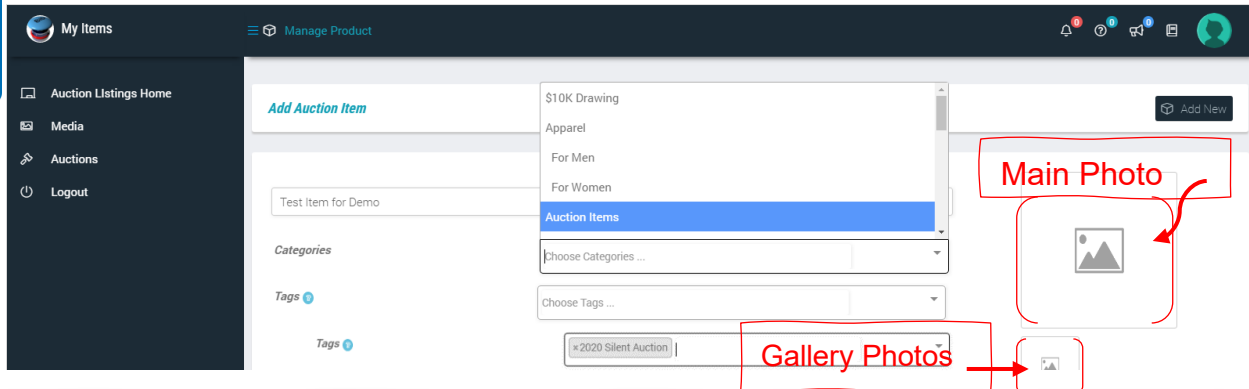 My Items
Manage Product
0
0
0
Auction LIstings Home
Media
Auctions
Logout
Add Auction Item
Add New
$10K Drawing
Apparel
For Men
For Women
Auction Items
Test Item for Demo
Categories
Choose Categories ...
Tags
Choose Tags ...
Tags
×2020 Silent Auction
Main Photo
Gallery Photos